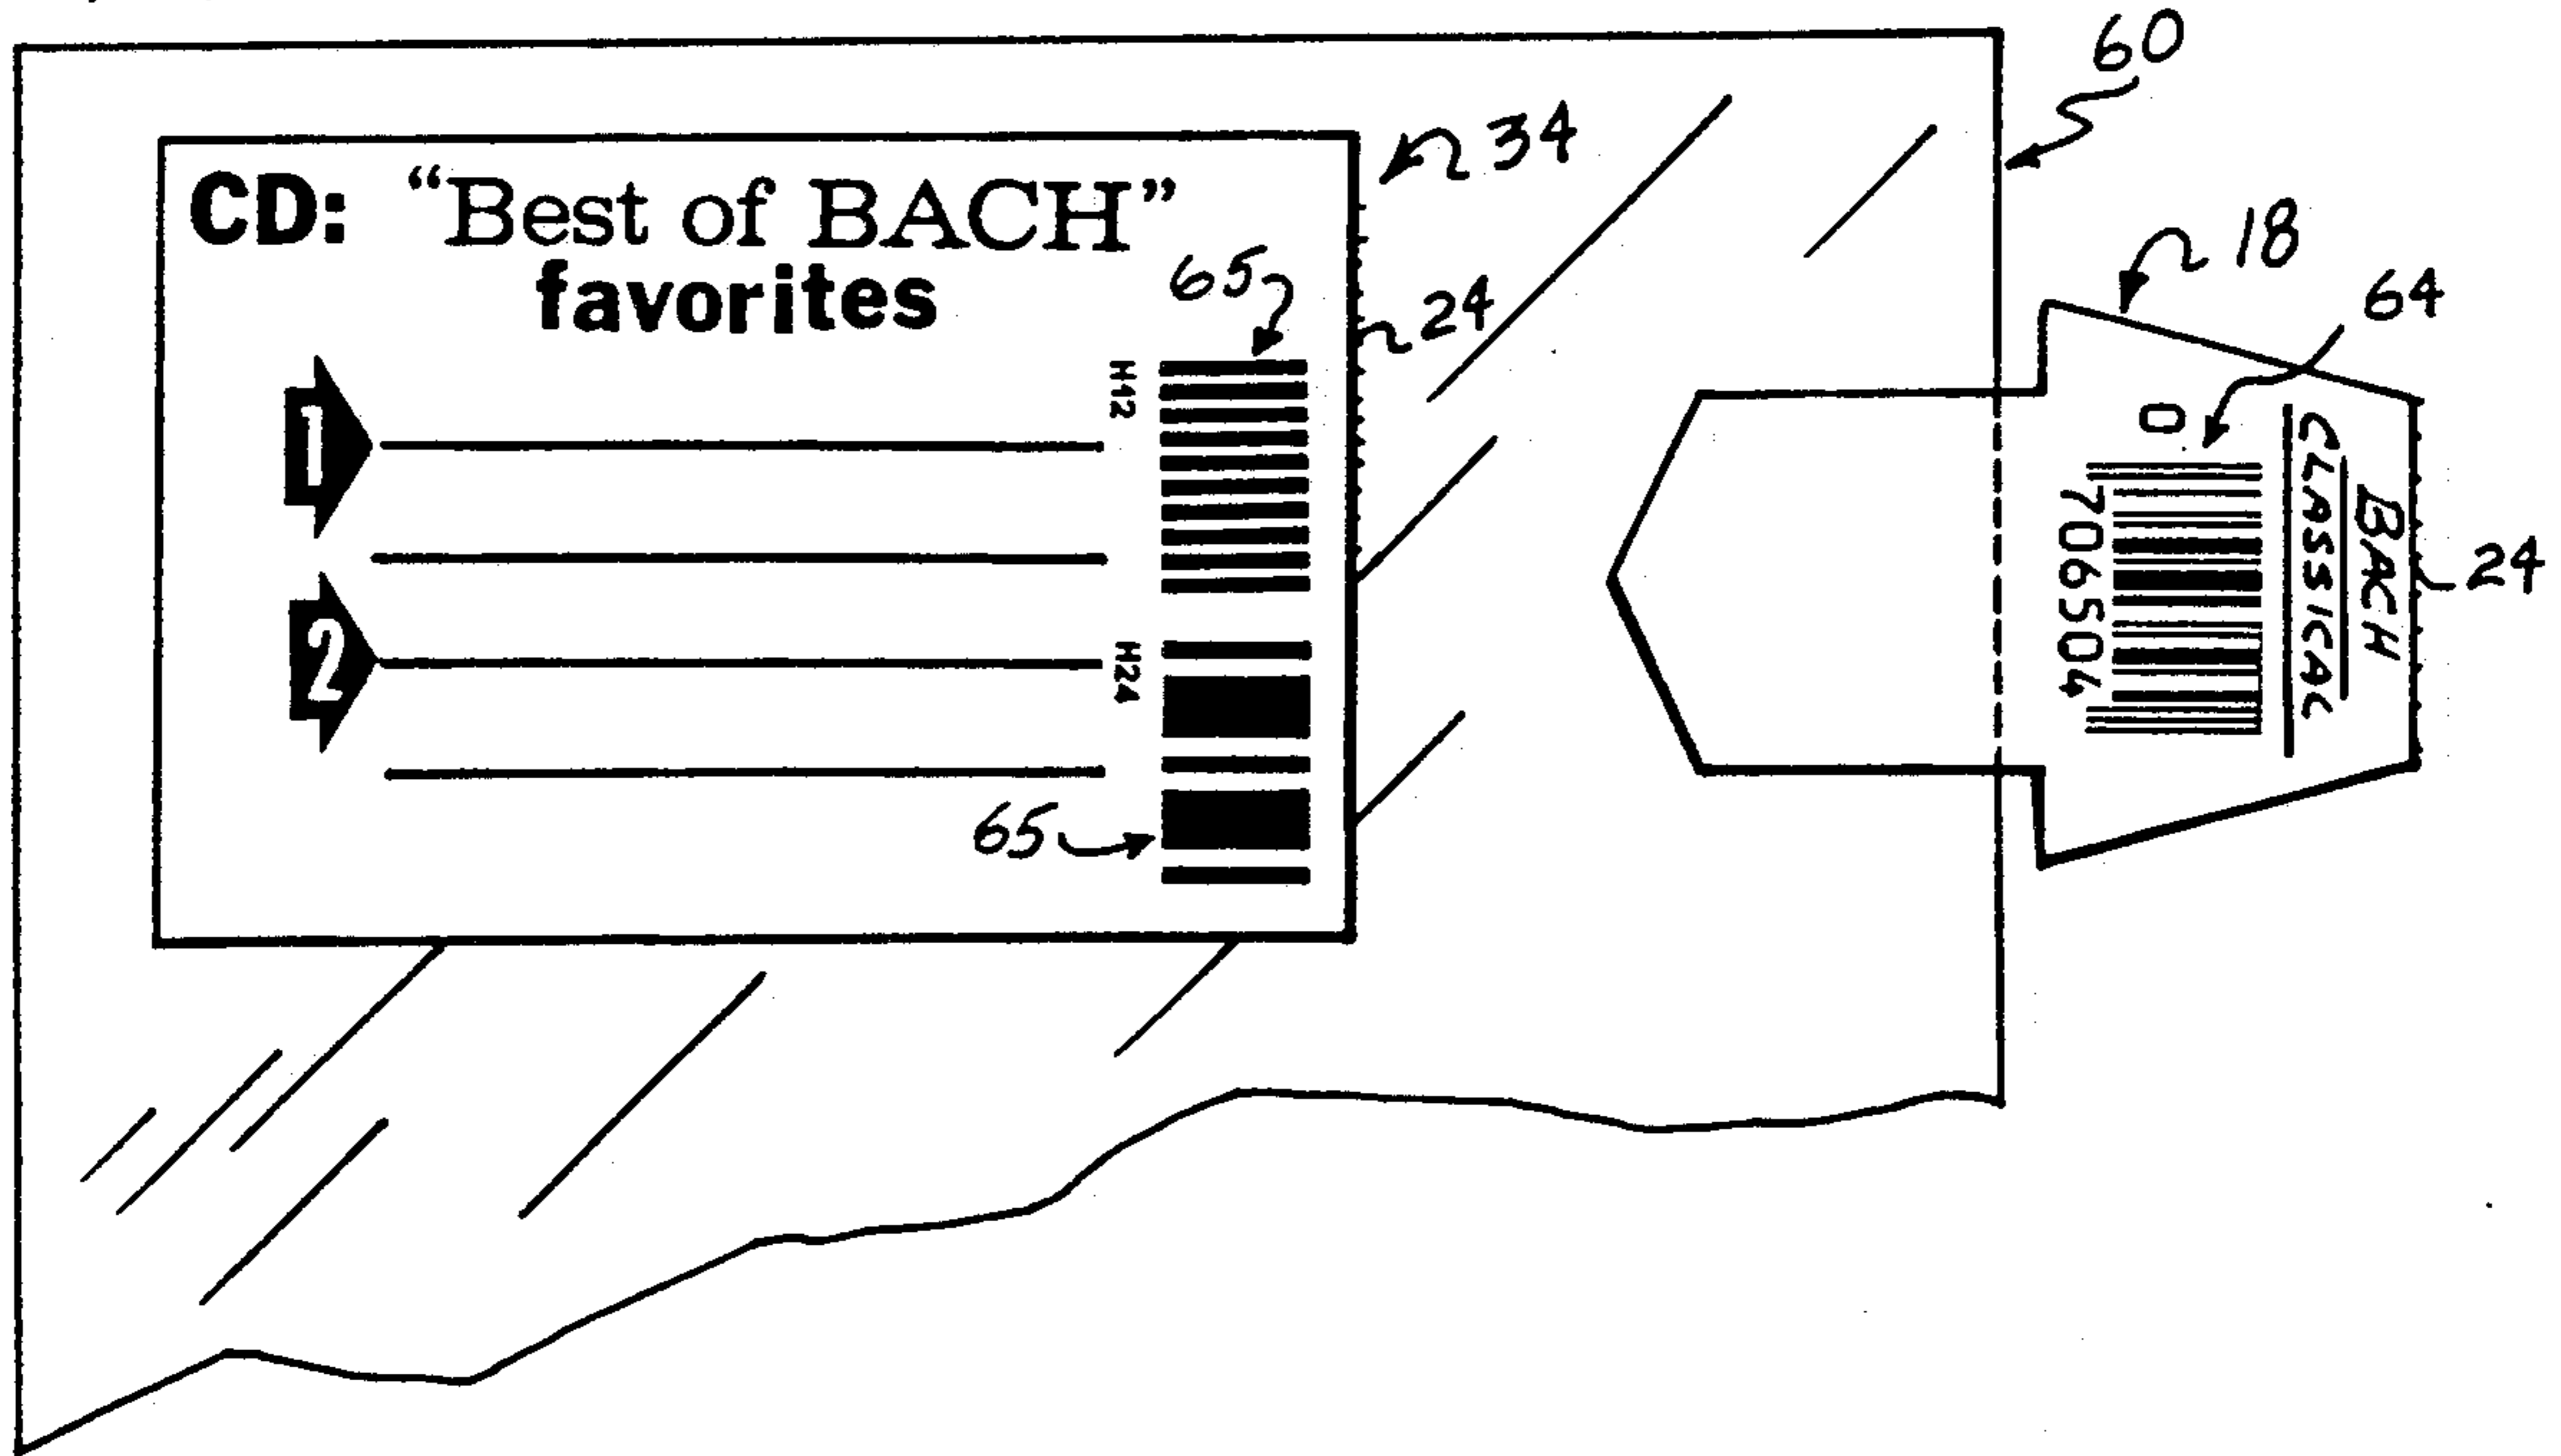 60
34
CD: “Best of BACH”
favorites
18
65
24
64
H12
1
0
706504
CLASSICAL
BACH
24
2
H24
65